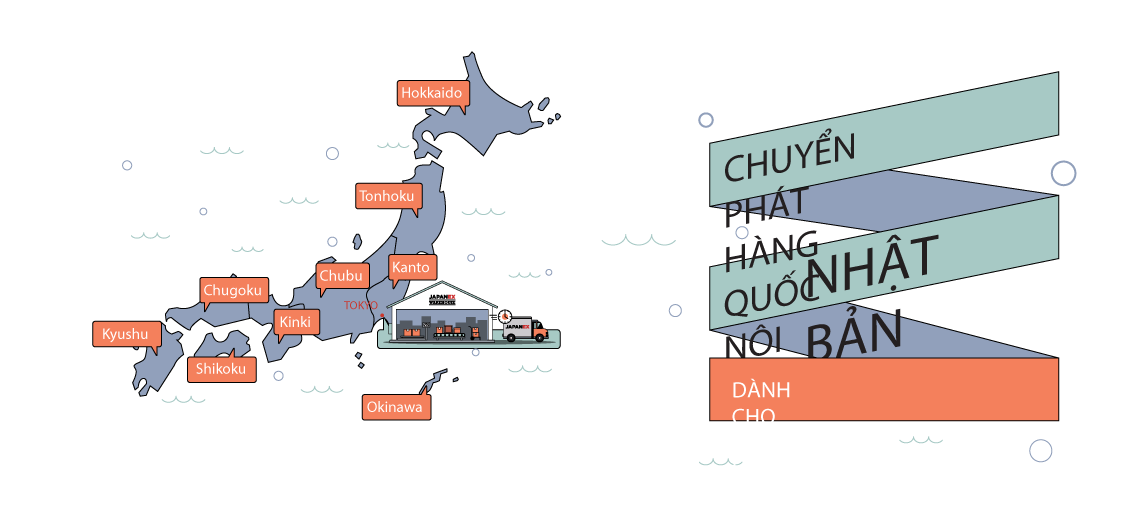 Hokkaido
Tonhoku
Kanto
Chubu
Chugoku
TOKYO
Kinki
Kyushu
Shikoku
Okinawa
JAPANEX
WAREHOUSE
JAPANEX
CHUYỂN
PHÁT
HÀNG
QUỐC
NỘI
NHẬT
BẢN
DÀNH
CHO